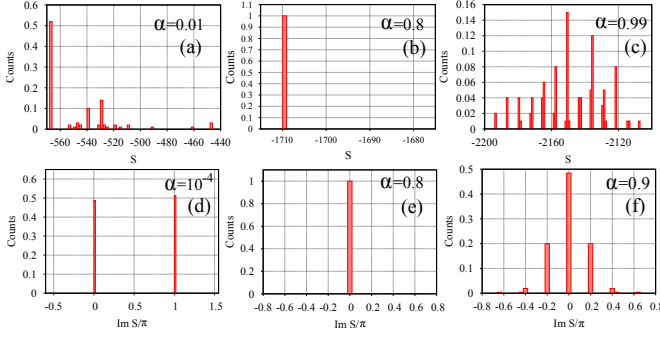 0.6
0.5
0.4
0.3
0.2
0.1
0
-560 -540 -520 -500 -480 -460 -440
S
Counts
α=0.01
(a)
1.1
1
0.9
0.8
0.7
0.6
0.5
0.4
0.3
0.2
0.1
0
-1710 -1700 -1690 -1680
S
Counts
α=0.8
(b)
0.16
0.14
0.12
0.10
0.08
0.06
0.04
0.02
0
-2200 -2150 -2100
S
Counts
α=0.99
(c)
0.6
0.5
0.4
0.3
0.2
0.1
0
-0.5 0 0.5 1 1.5
Im S/π
Counts
α=10⁻⁴
(d)
1
0.8
0.6
0.4
0.2
0
-0.8 -0.6 -0.4 -0.2 0 0.2 0.4 0.6 0.8
Im S/π
Counts
α=0.8
(e)
0.5
0.4
0.3
0.2
0.1
0
-0.8 -0.6 -0.4 -0.2 0 0.2 0.4 0.6 0.8
Im S/π
Counts
α=0.9
(f)